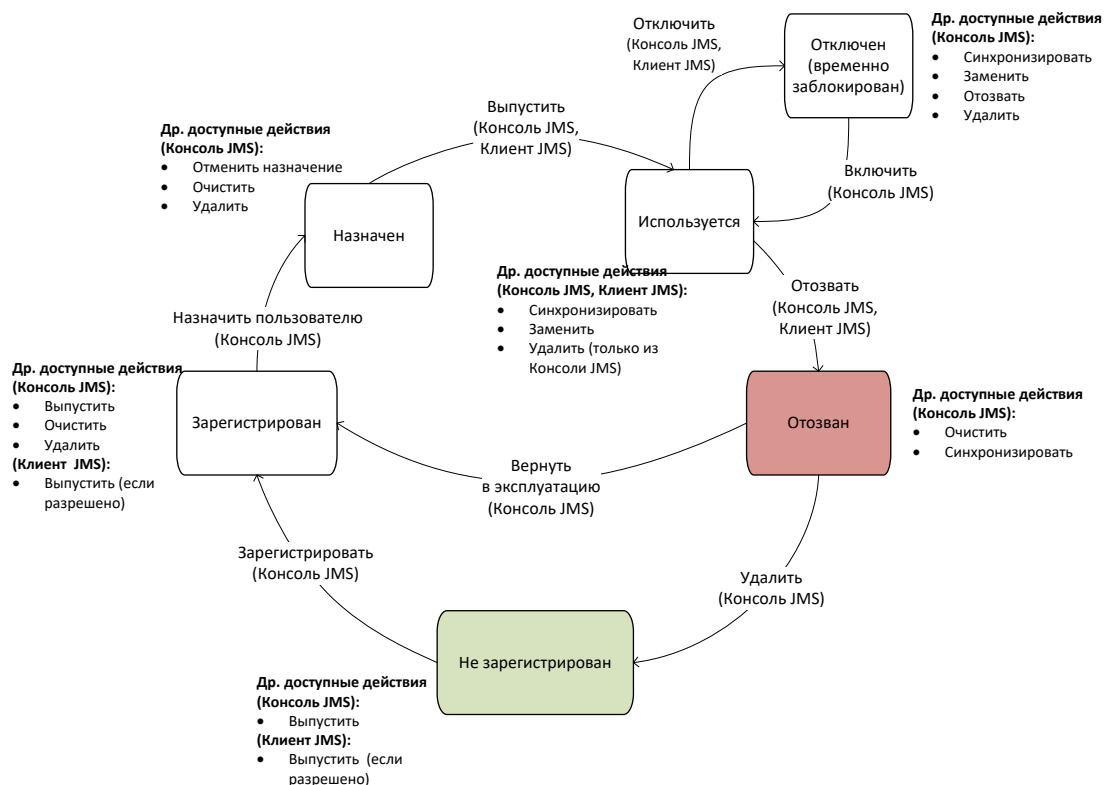 Отключить
(Консоль JMS,
Клиент JMS)
Отключен
(временно
заблокирован)
Др. доступные действия
(Консоль JMS):
• Синхронизировать
• Заменить
• Отозвать
• Удалить
Выпустить
(Консоль JMS,
Клиент JMS)
Др. доступные действия
(Консоль JMS):
• Отменить назначение
• Очистить
• Удалить
Включить
(Консоль JMS)
Назначен
Используется
Др. доступные действия
(Консоль JMS, Клиент JMS):
• Синхронизировать
• Заменить
• Удалить (только из
Консоли JMS)
Отозвать
(Консоль JMS,
Клиент JMS)
Назначить пользователю
(Консоль JMS)
Др. доступные действия
(Консоль JMS):
• Выпустить
• Очистить
• Удалить
(Клиент JMS):
• Выпустить (если
разрешено)
Зарегистрирован
Отозван
Др. доступные действия
(Консоль JMS):
• Очистить
• Синхронизировать
Вернуть
в эксплуатацию
(Консоль JMS)
Зарегистрировать
(Консоль JMS)
Удалить
(Консоль JMS)
Не зарегистрирован
Др. доступные действия
(Консоль JMS):
• Выпустить
(Клиент JMS):
• Выпустить (если
разрешено)